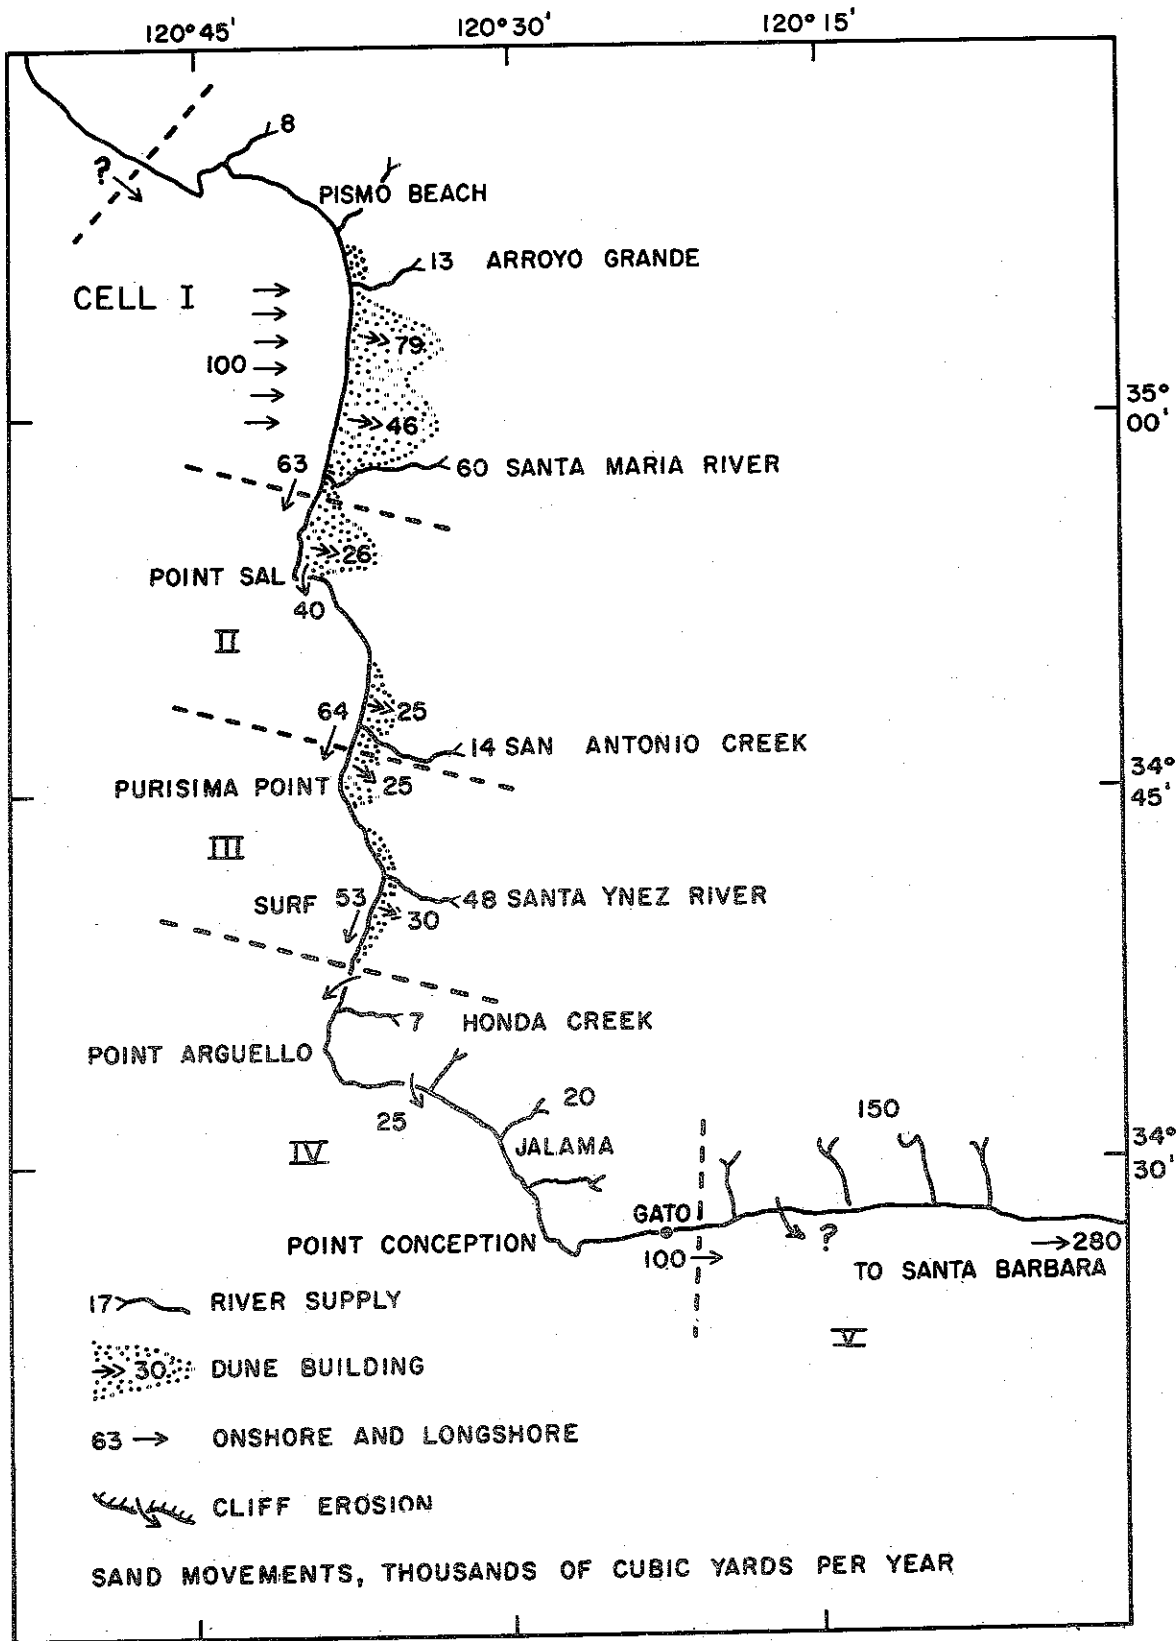 120°45' 120°30' 120°15'
8
?
PISMO BEACH
13 ARROYO GRANDE
CELL I
79
100
35° 00'
46
63
60 SANTA MARIA RIVER
26
POINT SAL
40
II
64
25
14 SAN ANTONIO CREEK
34° 45'
PURISIMA POINT
25
III
SURF
53
48 SANTA YNEZ RIVER
30
7 HONDA CREEK
POINT ARGUELLO
25
20
150
IV
JALAMA
34° 30'
GATO
POINT CONCEPTION
100
?
280
TO SANTA BARBARA
V
17 RIVER SUPPLY
30 DUNE BUILDING
63 → ONSHORE AND LONGSHORE
CLIFF EROSION
SAND MOVEMENTS, THOUSANDS OF CUBIC YARDS PER YEAR